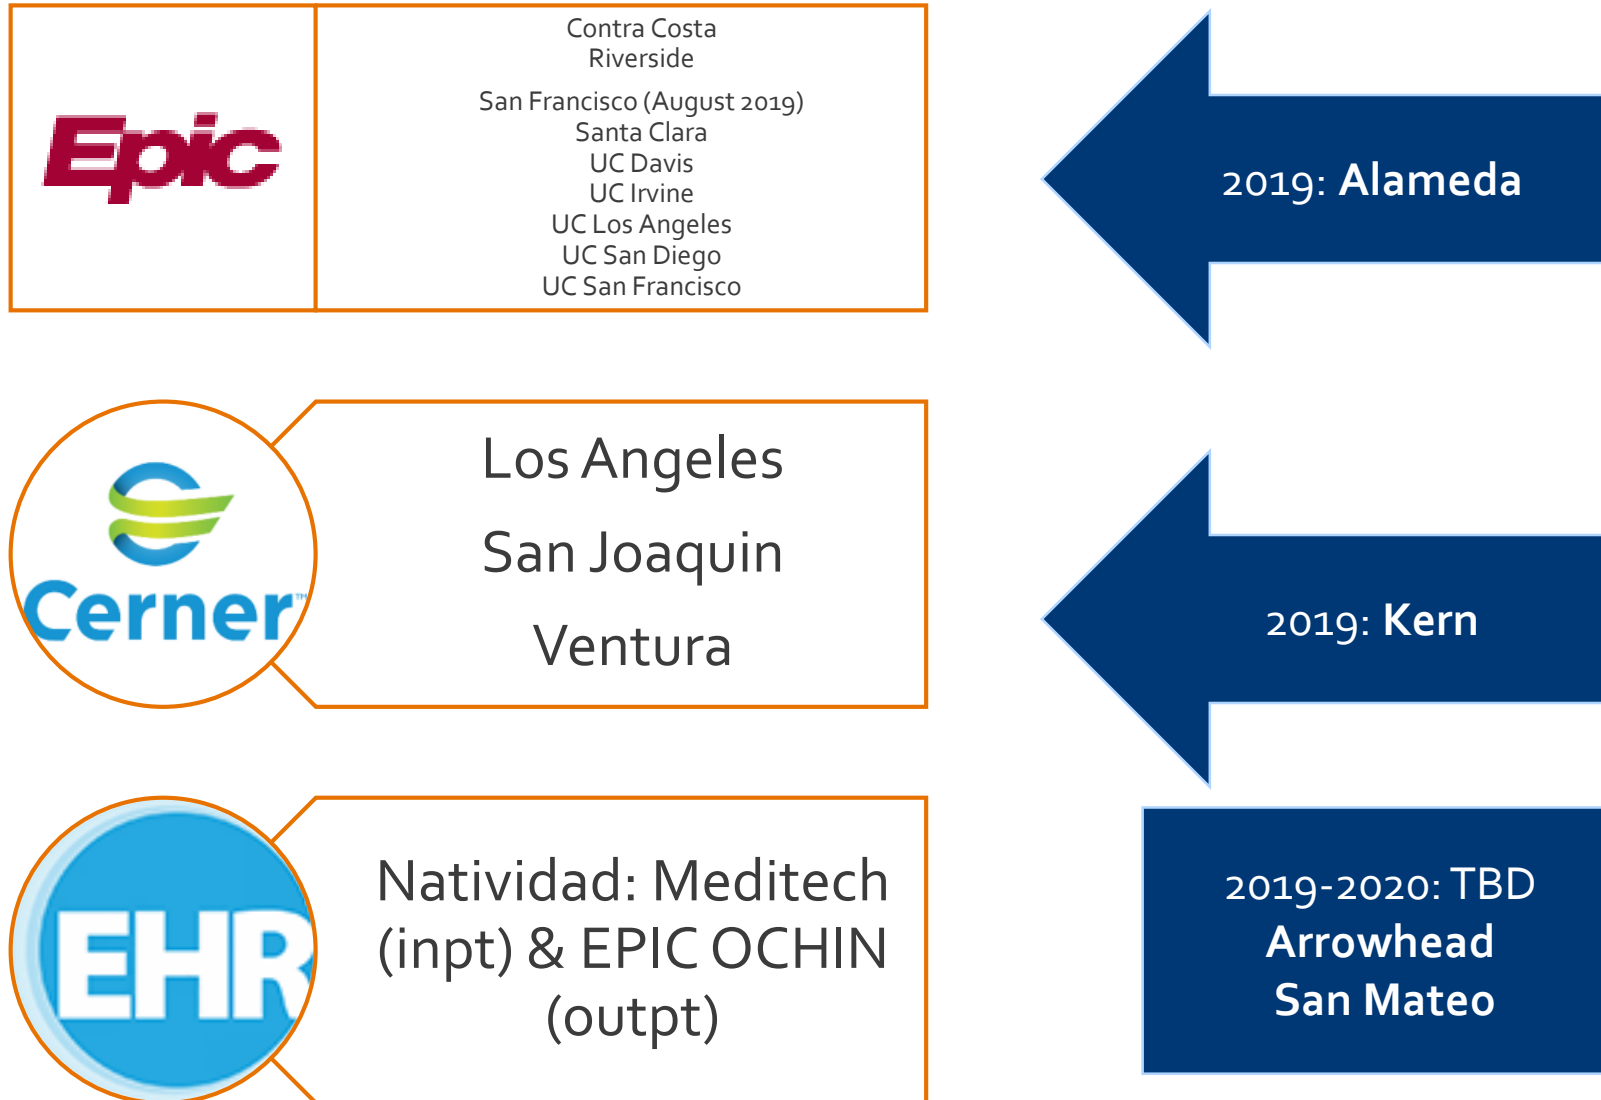 Epic
Contra Costa
Riverside
San Francisco (August 2019)
Santa Clara
UC Davis
UC Irvine
UC Los Angeles
UC San Diego
UC San Francisco
2019: Alameda
Cerner™
Los Angeles
San Joaquin
Ventura
2019: Kern
EHR
Natividad: Meditech
(inpt) & EPIC OCHIN
(outpt)
2019-2020: TBD
Arrowhead
San Mateo